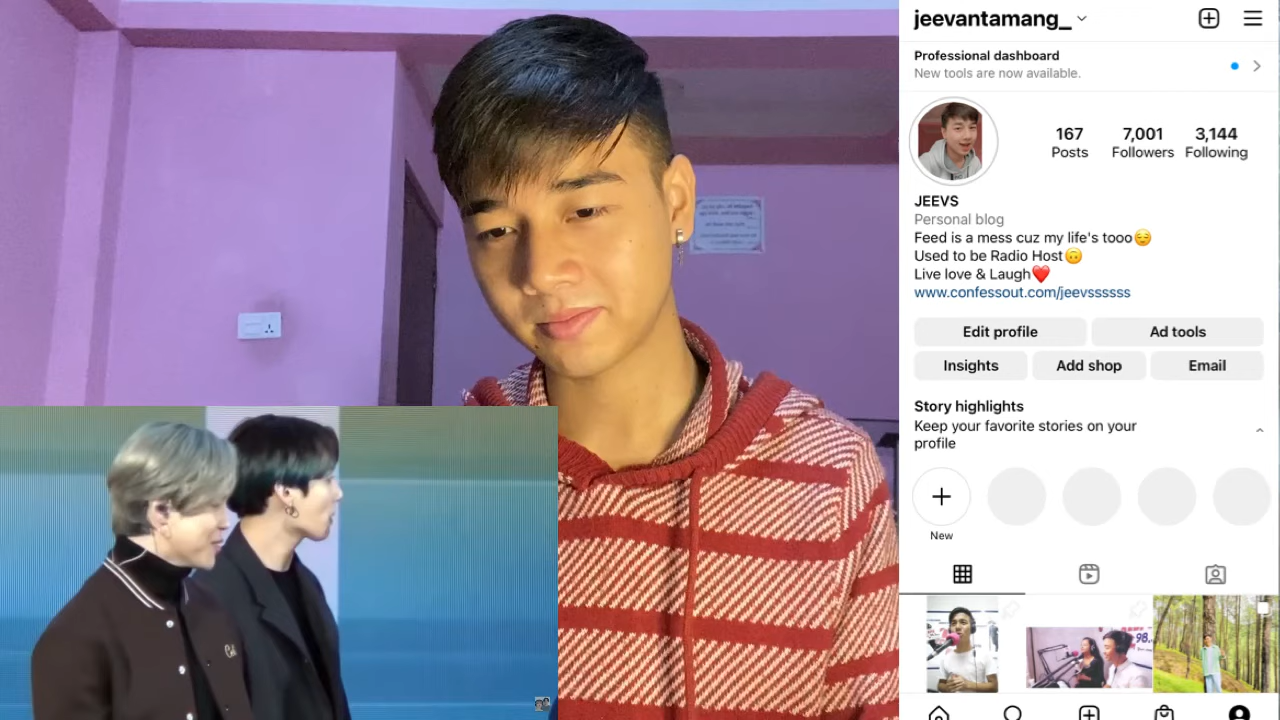 jeevantamang_
Professional dashboard
New tools are now available.
167
7,001
3,144
Posts
Followers
Following
JEEVS
Personal blog
Feed is a mess cuz my life's tooo😌
Used to be Radio Host🙃
Live love & Laugh❤️
www.confessout.com/jeevssssss
Edit profile
Ad tools
Insights
Add shop
Email
Story highlights
Keep your favorite stories on your
profile
New
98.